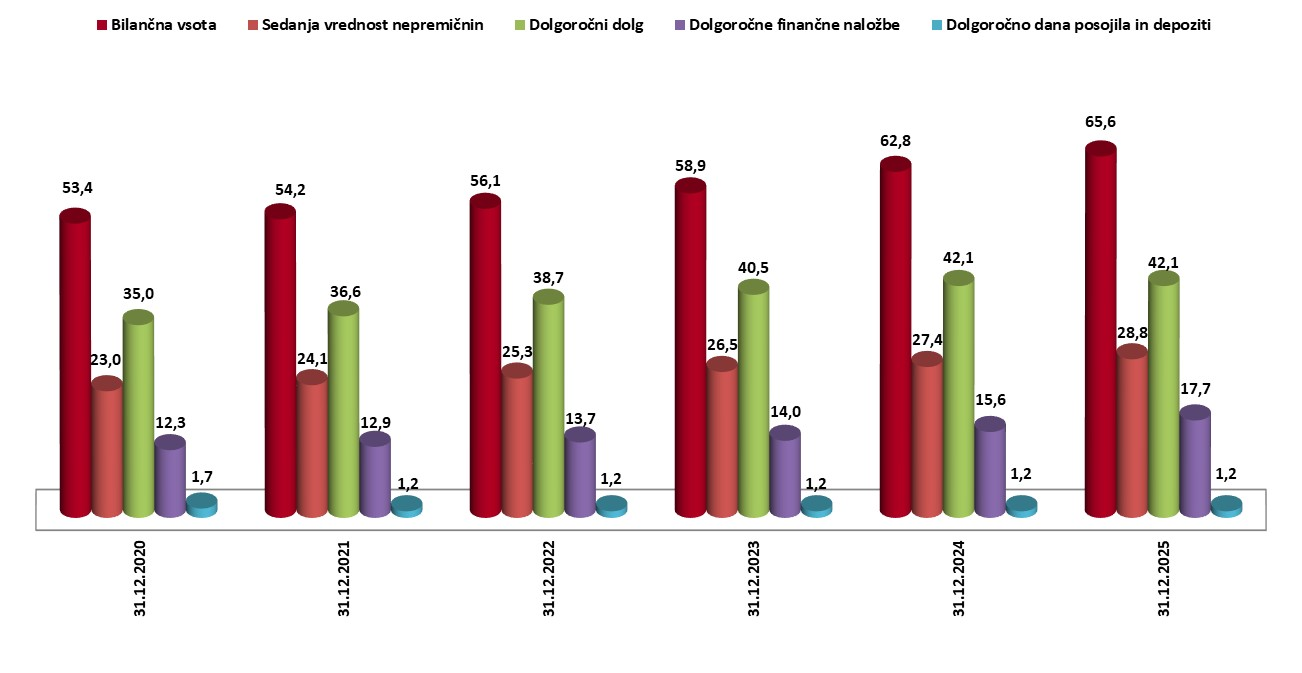 Bilančna vsota Sedanja vrednost nepremičnin Dolgoročni dolg Dolgoročne finančne naložbe Dolgoročno dana posojila in depoziti
53,4 23,0 35,0 12,3 1,7
54,2 24,1 36,6 12,9 1,2
56,1 25,3 38,7 13,7 1,2
58,9 26,5 40,5 14,0 1,2
62,8 27,4 42,1 15,6 1,2
65,6 28,8 42,1 17,7 1,2
31.12.2020
31.12.2021
31.12.2022
31.12.2023
31.12.2024
31.12.2025